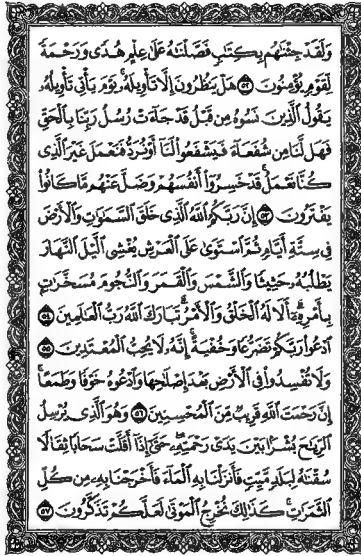 وَلَقَدْ جِئْنَٰهُم بِكِتَٰبٍ فَصَّلْنَٰهُ عَلَىٰ عِلْمٍ هُدًى وَرَحْمَةً
لِّقَوْمٍ يُؤْمِنُونَ ٥٢ هَلْ يَنظُرُونَ إِلَّا تَأْوِيلَهُۥ يَوْمَ يَأْتِى تَأْوِيلُهُۥ
يَقُولُ ٱلَّذِينَ نَسُوهُ مِن قَبْلُ قَدْ جَآءَتْ رُسُلُ رَبِّنَا بِٱلْحَقِّ
فَهَل لَّنَا مِن شُفَعَآءَ فَيَشْفَعُوا۟ لَنَآ أَوْ نُرَدُّ فَنَعْمَلَ غَيْرَ ٱلَّذِى
كُنَّا نَعْمَلُ قَدْ خَسِرُوٓا۟ أَنفُسَهُمْ وَضَلَّ عَنْهُم مَّا كَانُوا۟
يَفْتَرُونَ ٥٣ إِنَّ رَبَّكُمُ ٱللَّهُ ٱلَّذِى خَلَقَ ٱلسَّمَٰوَٰتِ وَٱلْأَرْضَ
فِى سِتَّةِ أَيَّامٍ ثُمَّ ٱسْتَوَىٰ عَلَى ٱلْعَرْشِ يُغْشِى ٱلَّيْلَ ٱلنَّهَارَ
يَطْلُبُهُۥ حَثِيثًا وَٱلشَّمْسَ وَٱلْقَمَرَ وَٱلنُّجُومَ مُسَخَّرَٰتٍۭ
بِأَمْرِهِۦٓ أَلَا لَهُ ٱلْخَلْقُ وَٱلْأَمْرُ تَبَارَكَ ٱللَّهُ رَبُّ ٱلْعَٰلَمِينَ ٥٤
ٱدْعُوا۟ رَبَّكُمْ تَضَرُّعًا وَخُفْيَةً إِنَّهُۥ لَا يُحِبُّ ٱلْمُعْتَدِينَ ٥٥
وَلَا تُفْسِدُوا۟ فِى ٱلْأَرْضِ بَعْدَ إِصْلَٰحِهَا وَٱدْعُوهُ خَوْفًا وَطَمَعًا
إِنَّ رَحْمَتَ ٱللَّهِ قَرِيبٌ مِّنَ ٱلْمُحْسِنِينَ ٥٦ وَهُوَ ٱلَّذِى يُرْسِلُ
ٱلرِّيَٰحَ بُشْرًۢا بَيْنَ يَدَىْ رَحْمَتِهِۦ حَتَّىٰٓ إِذَآ أَقَلَّتْ سَحَابًا ثِقَالًا
سُقْنَٰهُ لِبَلَدٍ مَّيِّتٍ فَأَنزَلْنَا بِهِ ٱلْمَآءَ فَأَخْرَجْنَا بِهِۦ مِن كُلِّ
ٱلثَّمَرَٰتِ كَذَٰلِكَ نُخْرِجُ ٱلْمَوْتَىٰ لَعَلَّكُمْ تَذَكَّرُونَ ٥٧